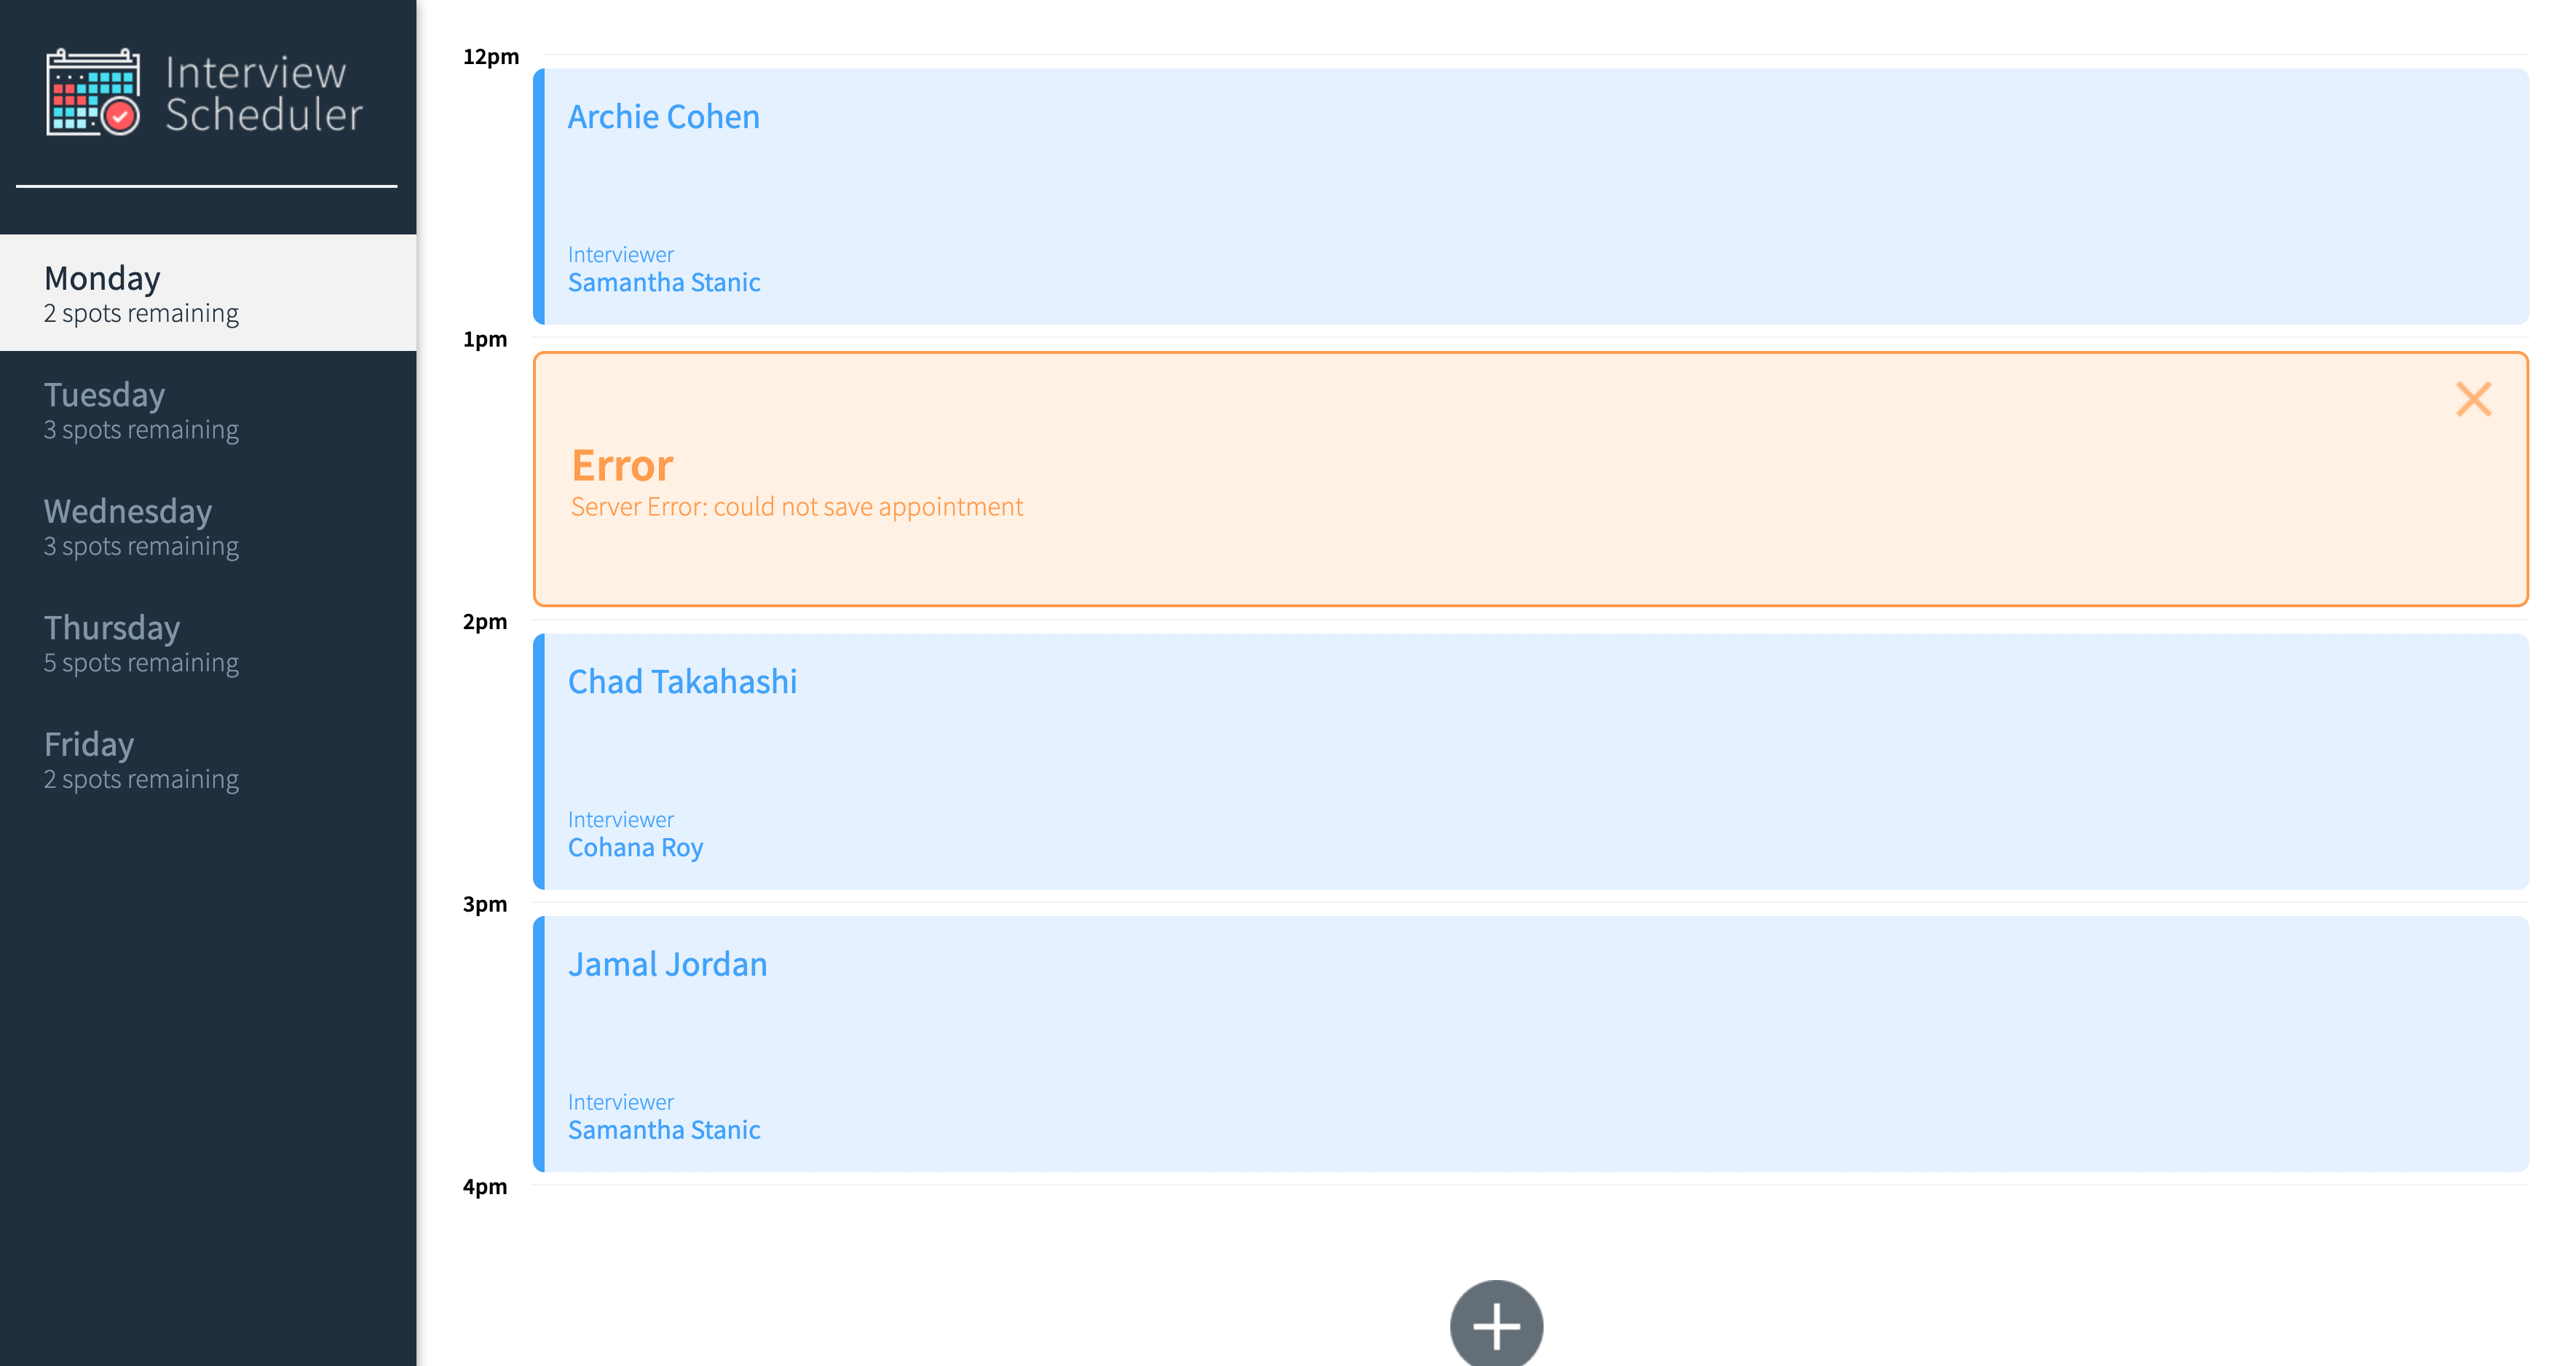 Interview
Scheduler
Monday
2 spots remaining
Tuesday
3 spots remaining
Wednesday
3 spots remaining
Thursday
5 spots remaining
Friday
2 spots remaining
12pm
Archie Cohen
Interviewer
Samantha Stanic
1pm
Error
Server Error: could not save appointment
2pm
Chad Takahashi
Interviewer
Cohana Roy
3pm
Jamal Jordan
Interviewer
Samantha Stanic
4pm